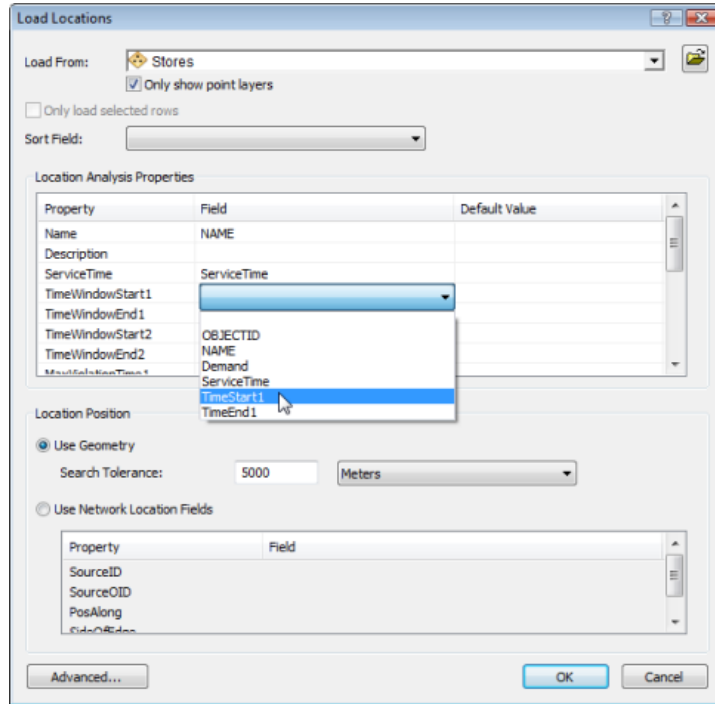 Load Locations
Load From: Stores
Only show point layers
Only load selected rows
Sort Field:
Location Analysis Properties
Property Field Default Value
Name NAME
Description
ServiceTime ServiceTime
TimeWindowStart1
TimeWindowEnd1
TimeWindowStart2 OBJECTID
TimeWindowEnd2 NAME
MaxViolationTime1 Demand
ServiceTime
TimeStart1
TimeEnd1
Location Position
Use Geometry
Search Tolerance: 5000 Meters
Use Network Location Fields
Property Field
SourceID
SourceOID
PosAlong
SideOfEdge
Advanced... OK Cancel